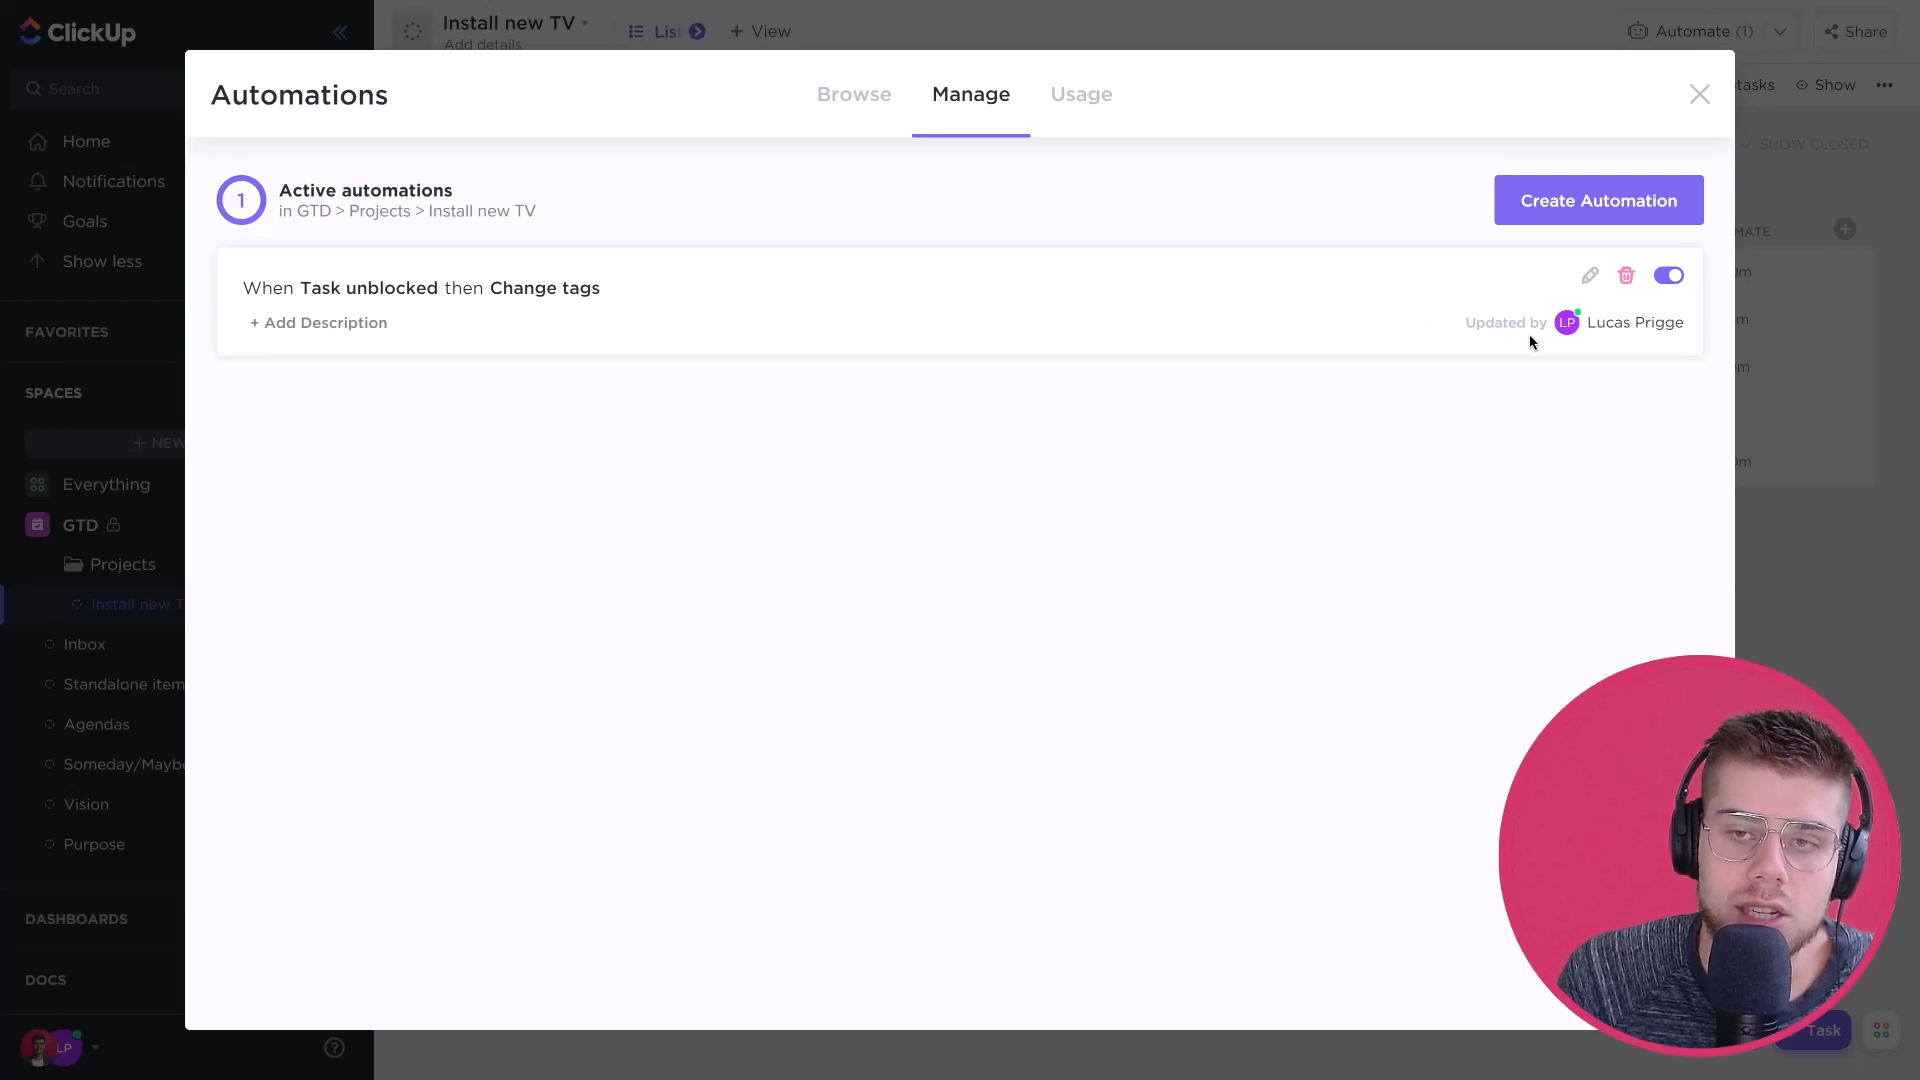 ClickUp
Install new TV
Add details
Lis
+ View
Automate (1)
Share
Search
Automations
Browse
Manage
Usage
tasks
Show
Home
Notifications
Goals
Show less
SHOW CLOSED
1
Active automations
in GTD > Projects > Install new TV
Create Automation
MATE
When Task unblocked then Change tags
+ Add Description
Updated by LP Lucas Prigge
m
m
m
m
FAVORITES
SPACES
+ NEW
Everything
GTD
Projects
Install new T
Inbox
Standalone item
Agendas
Someday/Maybe
Vision
Purpose
DASHBOARDS
DOCS
LP
?
Task